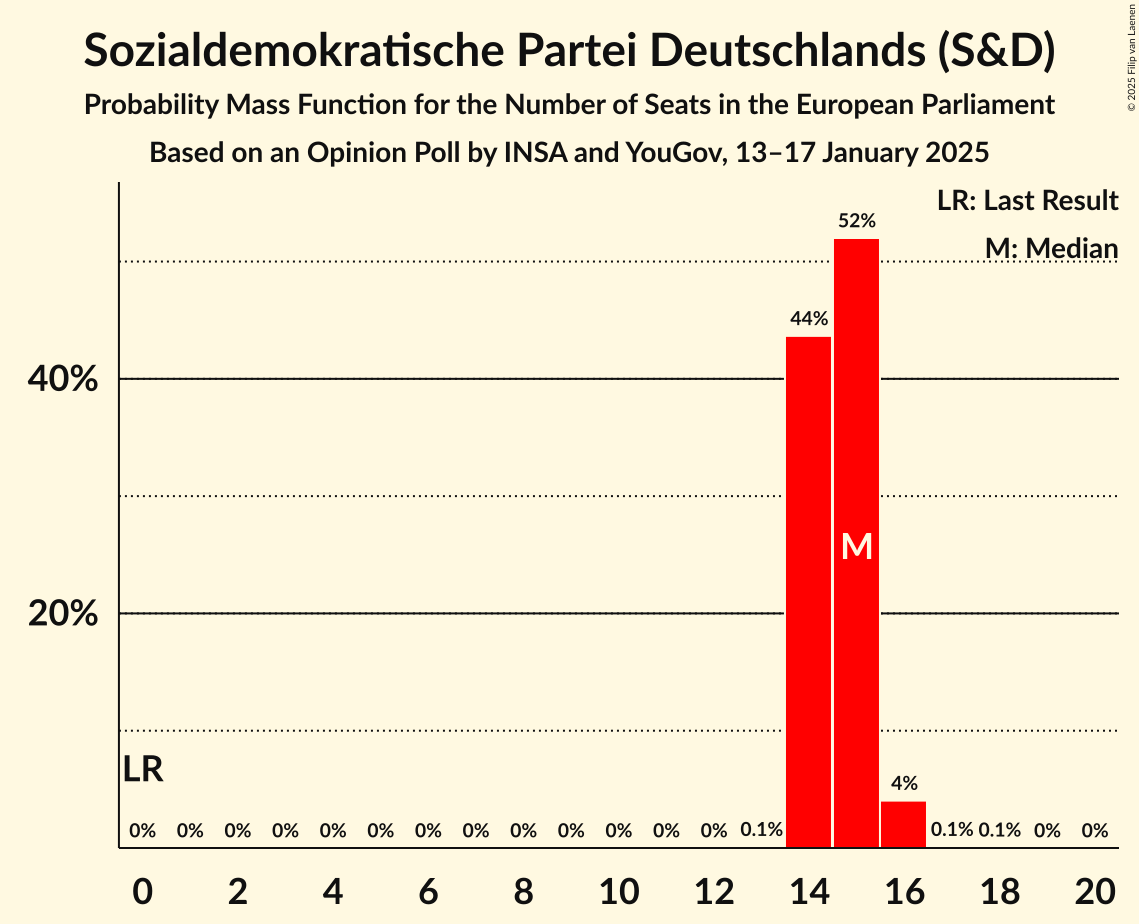 Sozialdemokratische Partei Deutschlands (S&D)
Probability Mass Function for the Number of Seats in the European Parliament
Based on an Opinion Poll by INSA and YouGov, 13–17 January 2025
© 2025 Filip van Laenen
LR: Last Result
M: Median
52%
44%
40%
M
20%
LR
4%
0% 0% 0% 0% 0% 0% 0% 0% 0% 0% 0% 0% 0% 0.1% 0.1% 0.1% 0% 0%
0 2 4 6 8 10 12 14 16 18 20